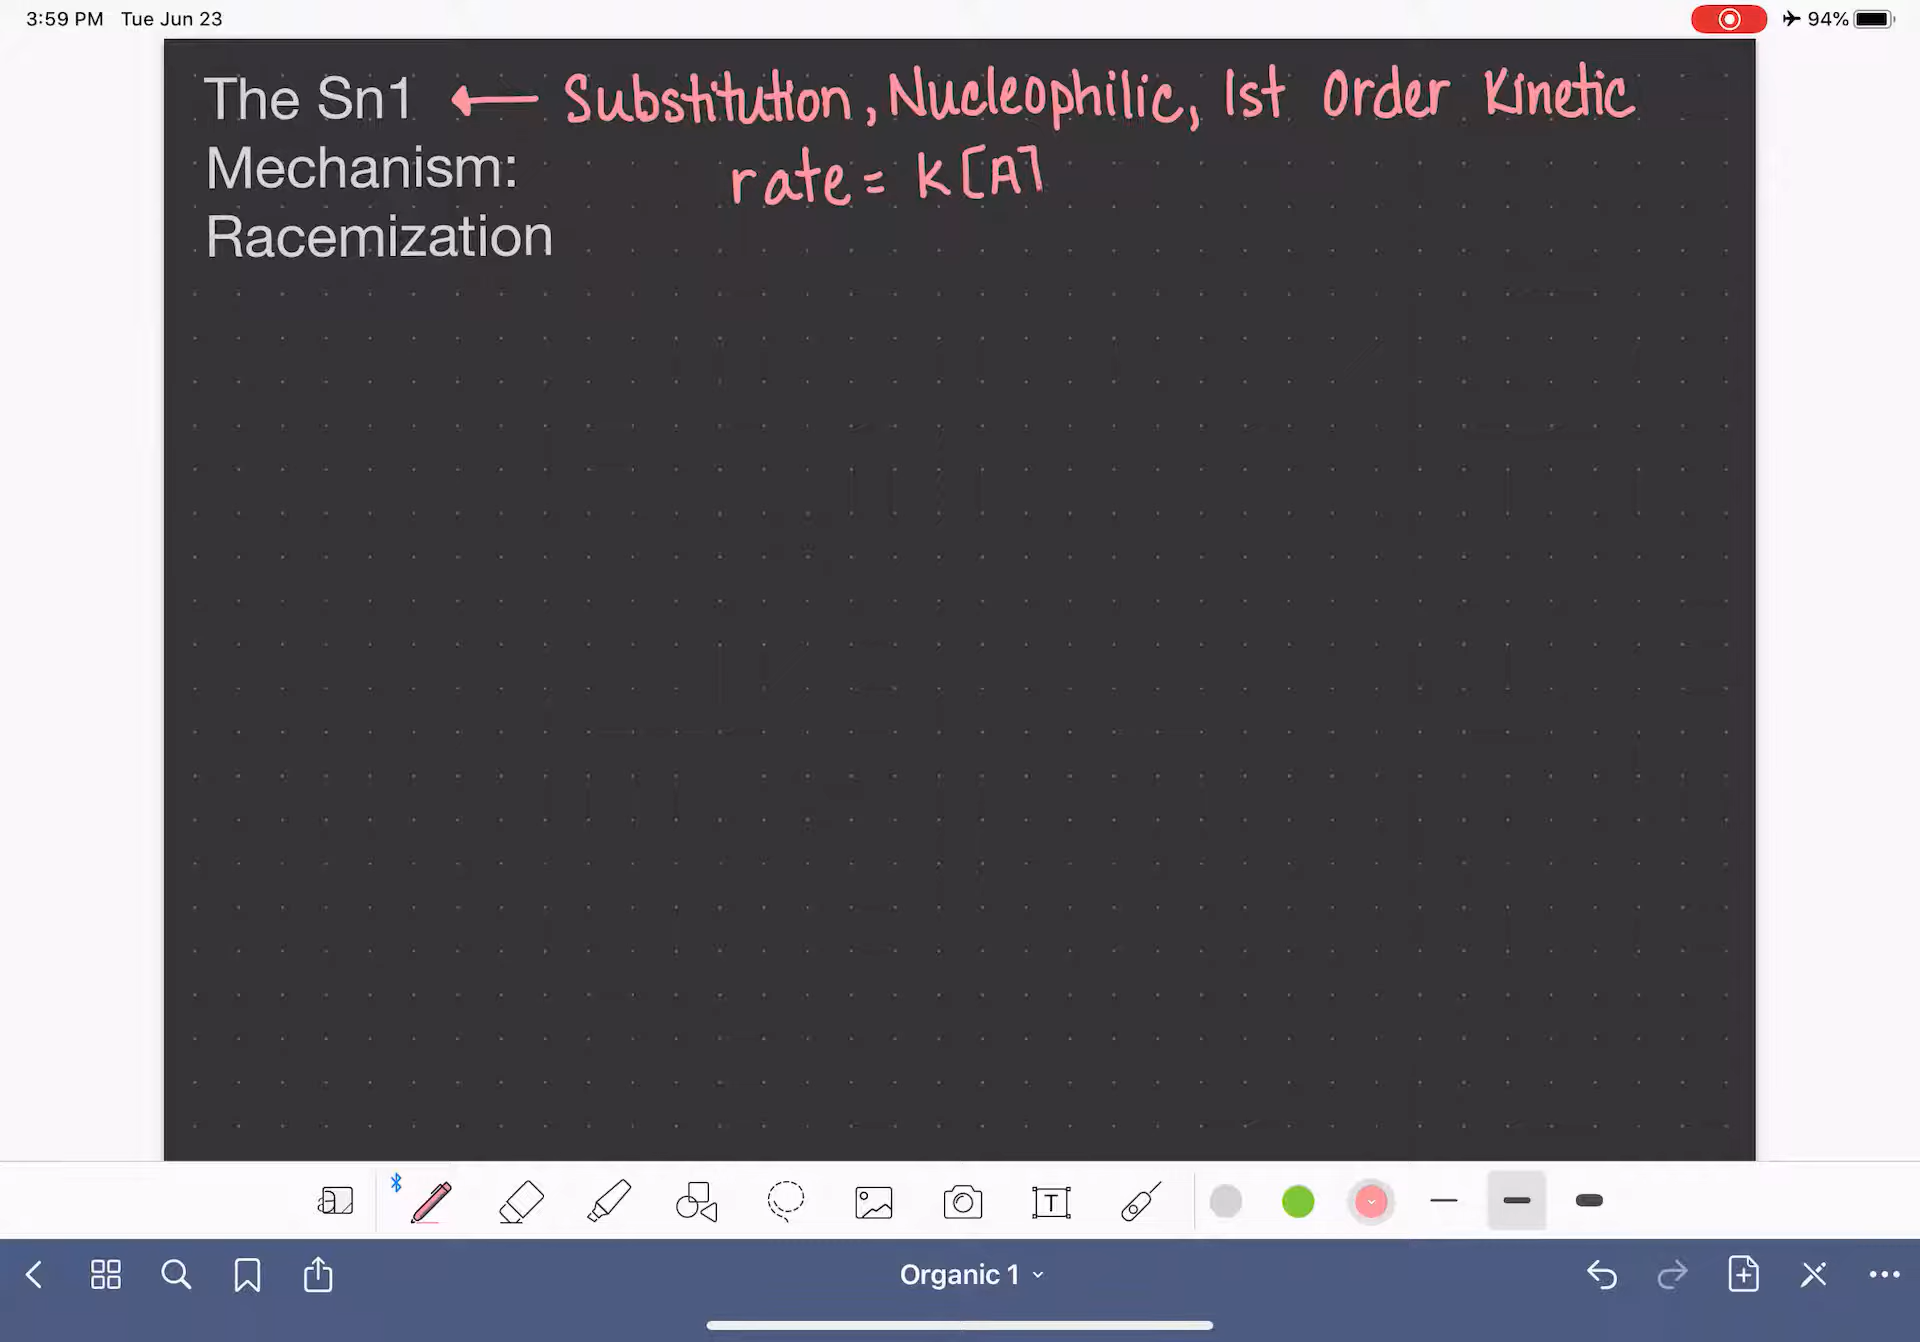 3:59 PM Tue Jun 23
94%
The Sn1 ← Substitution, Nucleophilic, 1st Order Kinetic
Mechanism:
rate = K[A]
Racemization
a
T
Organic 1